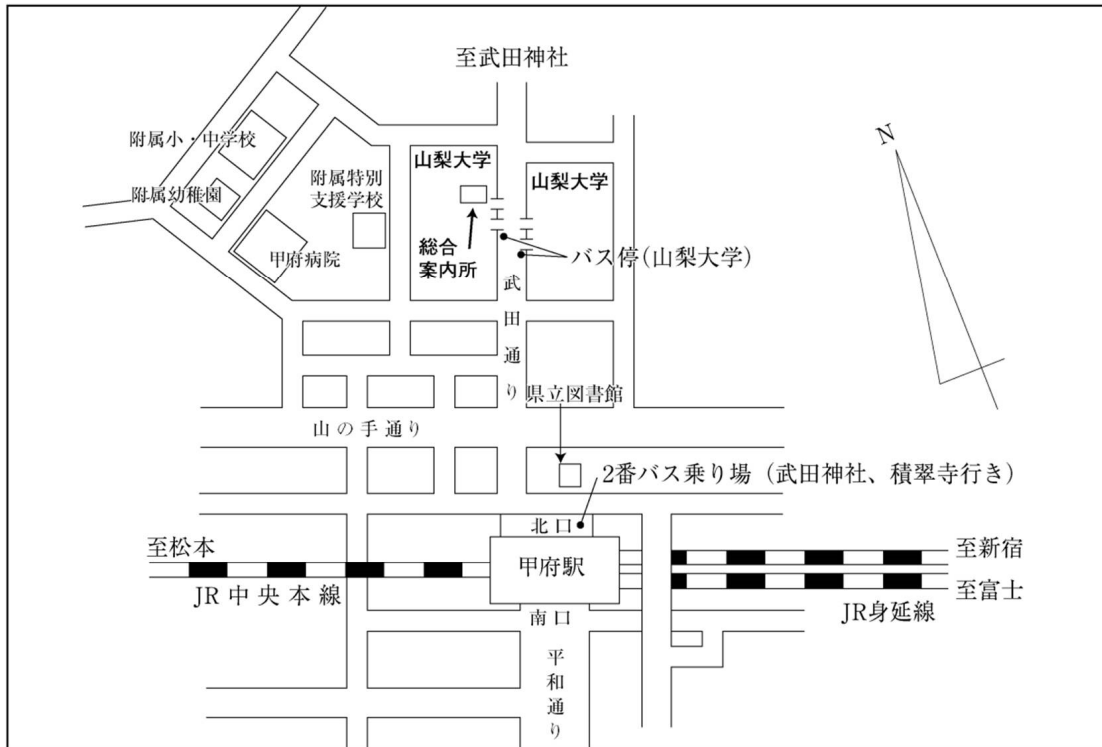 至武田神社
N
附属小・中学校
附属幼稚園
附属特別
支援学校
甲府病院
山梨大学
総合
案内所
山梨大学
バス停(山梨大学)
武田通り
県立図書館
山の手通り
2番バス乗り場（武田神社、積翠寺行き）
北口
至松本
甲府駅
至新宿
至富士
JR中央本線
南口
JR身延線
平和通り